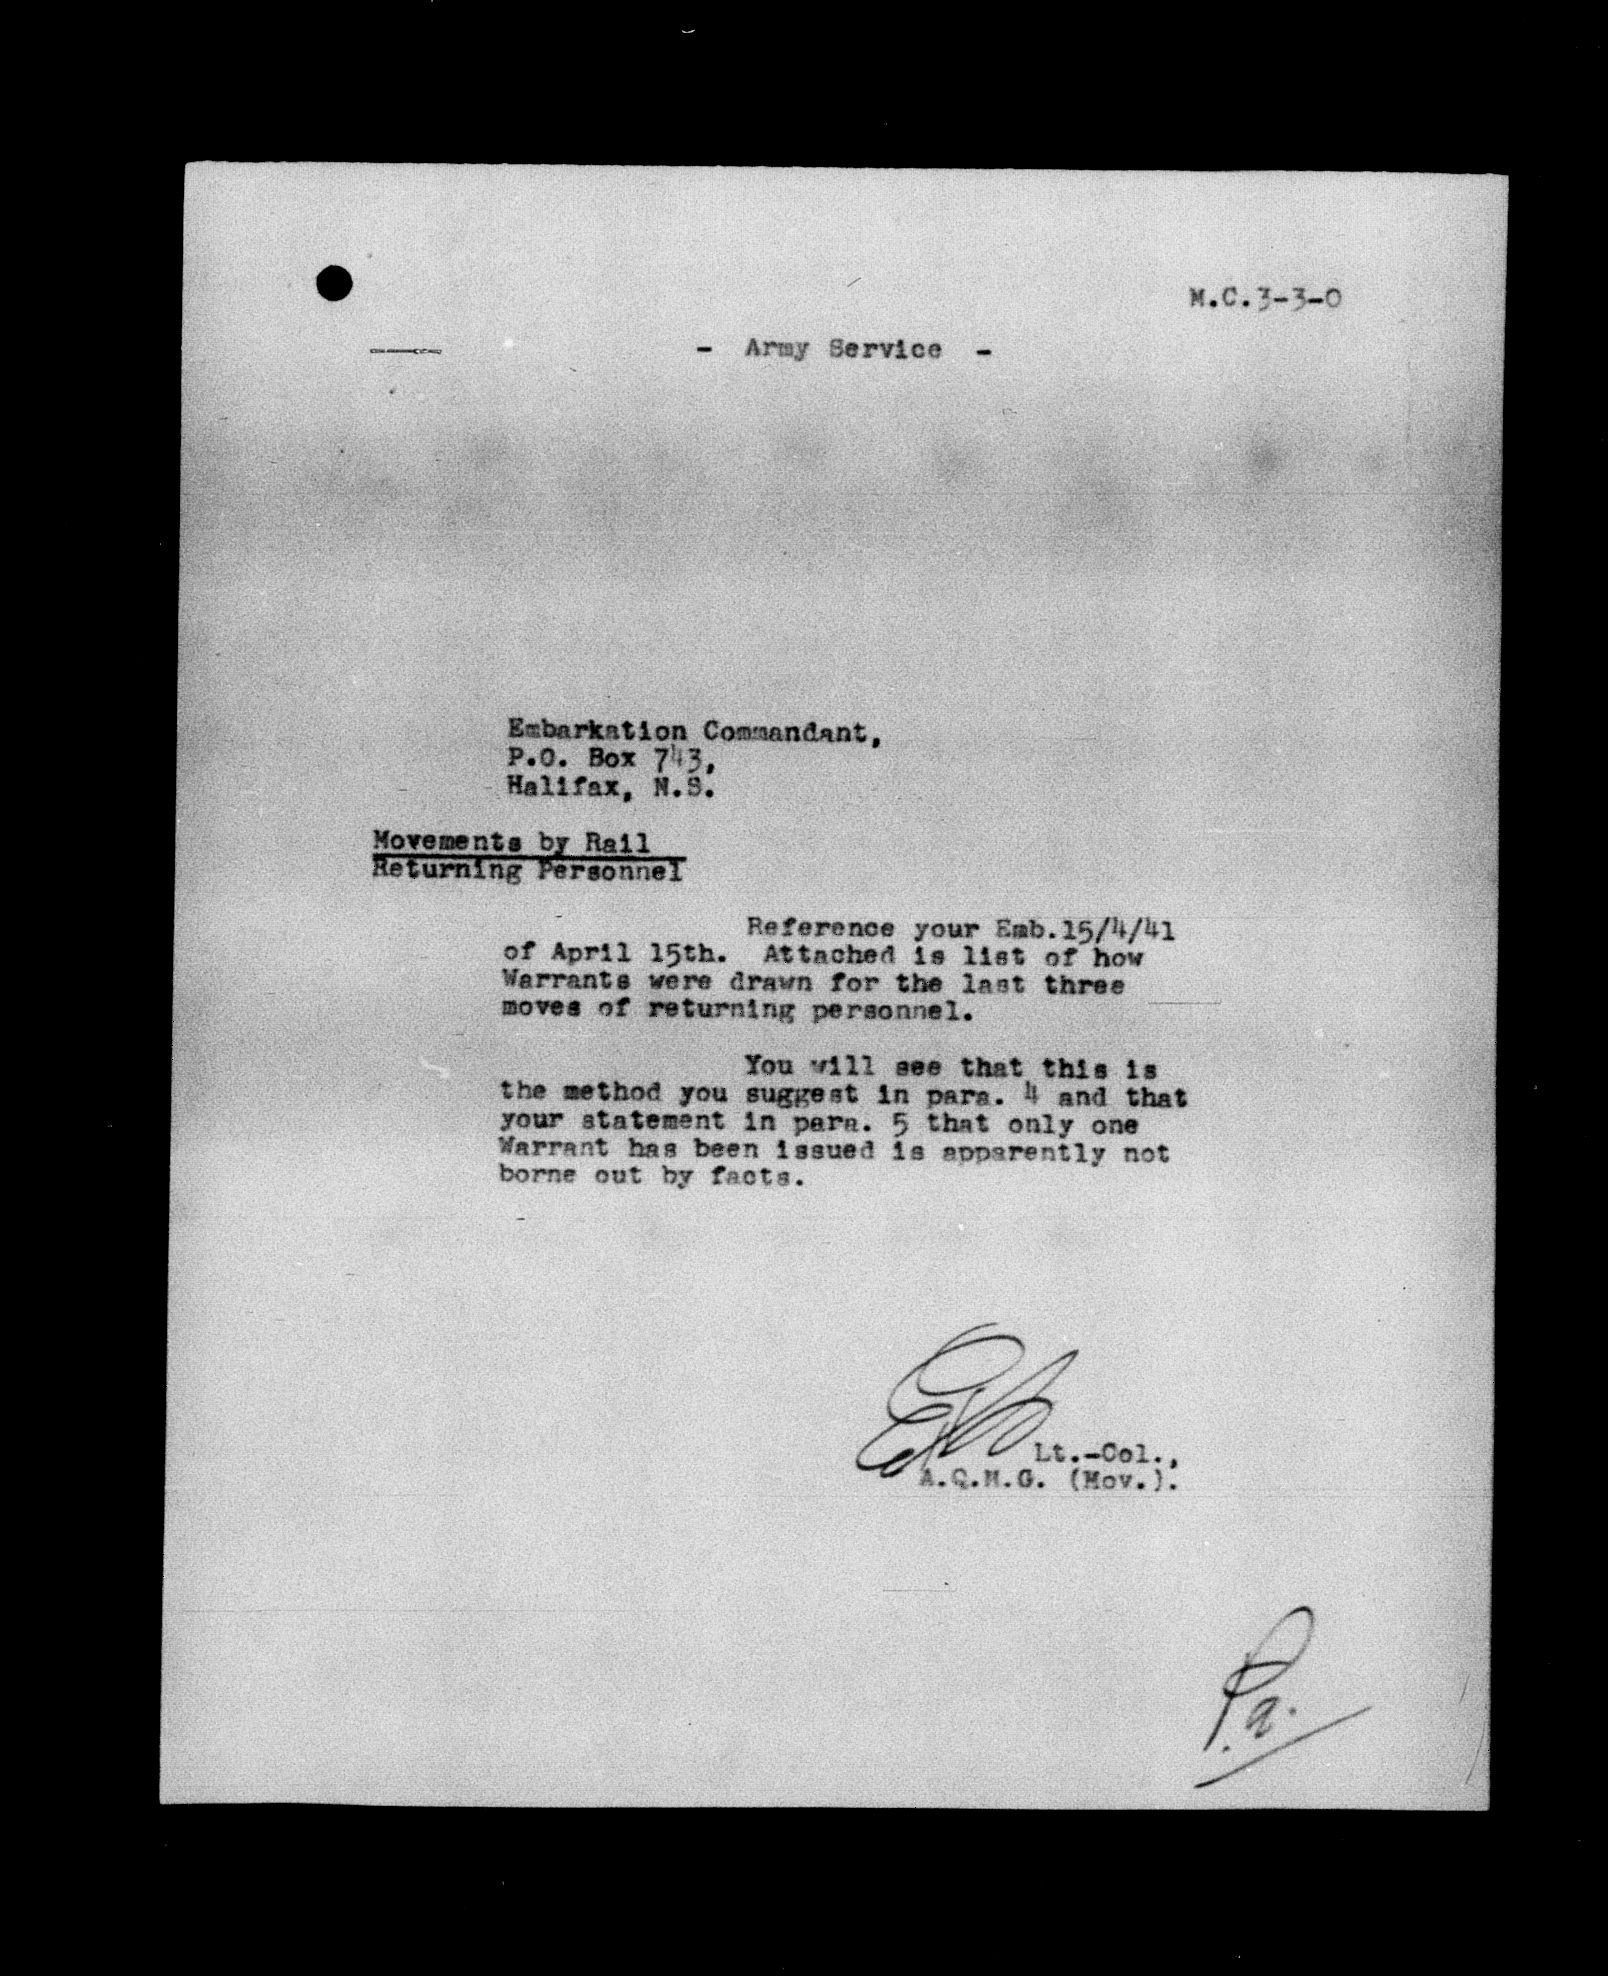 M.C.3-3-0
- Army Service -
Embarkation Commandant,
P.O. Box 743,
Halifax, N.S.
Movements by Rail
Returning Personnel
Reference your Emb.15/4/41
of April 15th. Attached is list of how
Warrants were drawn for the last three
moves of returning personnel.
You will see that this is
the method you suggest in para. 4 and that
your statement in para. 5 that only one
Warrant has been issued is apparently not
borne out by facts.
Lt.-Col.,
A.Q.M.G. (Mov.).
P.a.